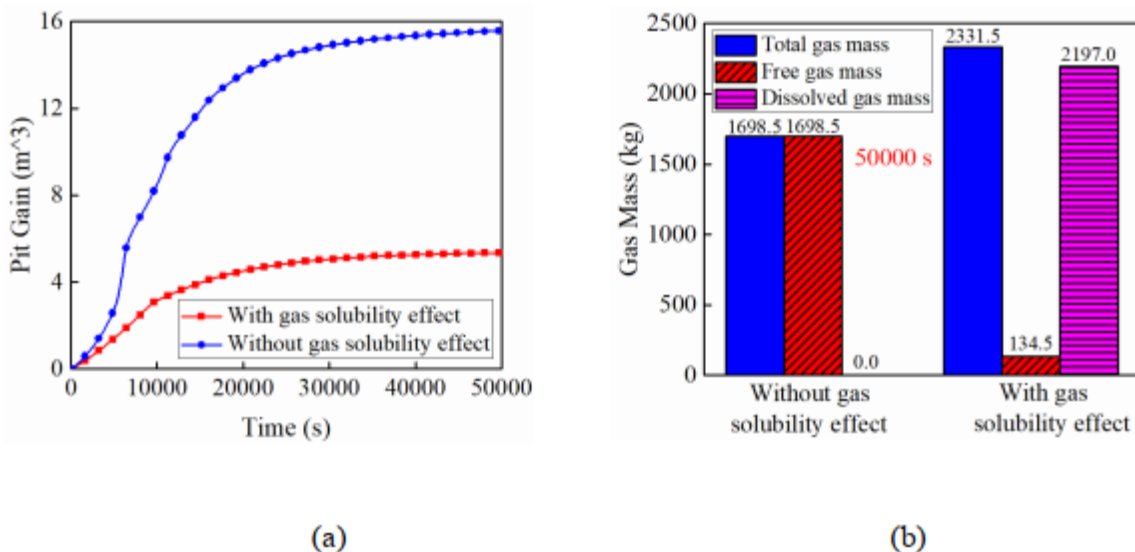 16
12
8
4
0
Pit Gain (m^3)
With gas solubility effect
Without gas solubility effect
0 10000 20000 30000 40000 50000
Time (s)
(a)
2500
2000
1500
1000
500
0
Gas Mass (kg)
Total gas mass
Free gas mass
Dissolved gas mass
2331.5
2197.0
1698.5 1698.5
50000 s
134.5
0.0
Without gas
solubility effect
With gas
solubility effect
(b)